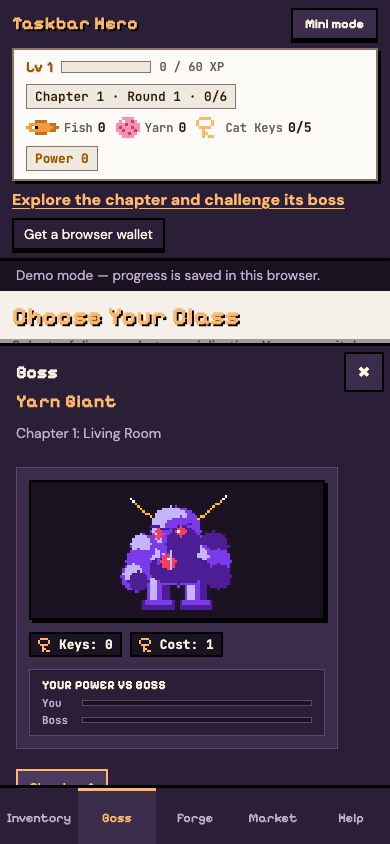 Taskbar Hero
Mini mode
Lv 1 0 / 60 XP
Chapter 1 · Round 1 · 0/6
Fish 0 Yarn 0 Cat Keys 0/5
Power 0
Explore the chapter and challenge its boss
Get a browser wallet
Demo mode — progress is saved in this browser.
Choose Your Class
Boss
Yarn Giant
Chapter 1: Living Room
Keys: 0 Cost: 1
YOUR POWER VS BOSS
You
Boss
Inventory Boss Forge Market Help